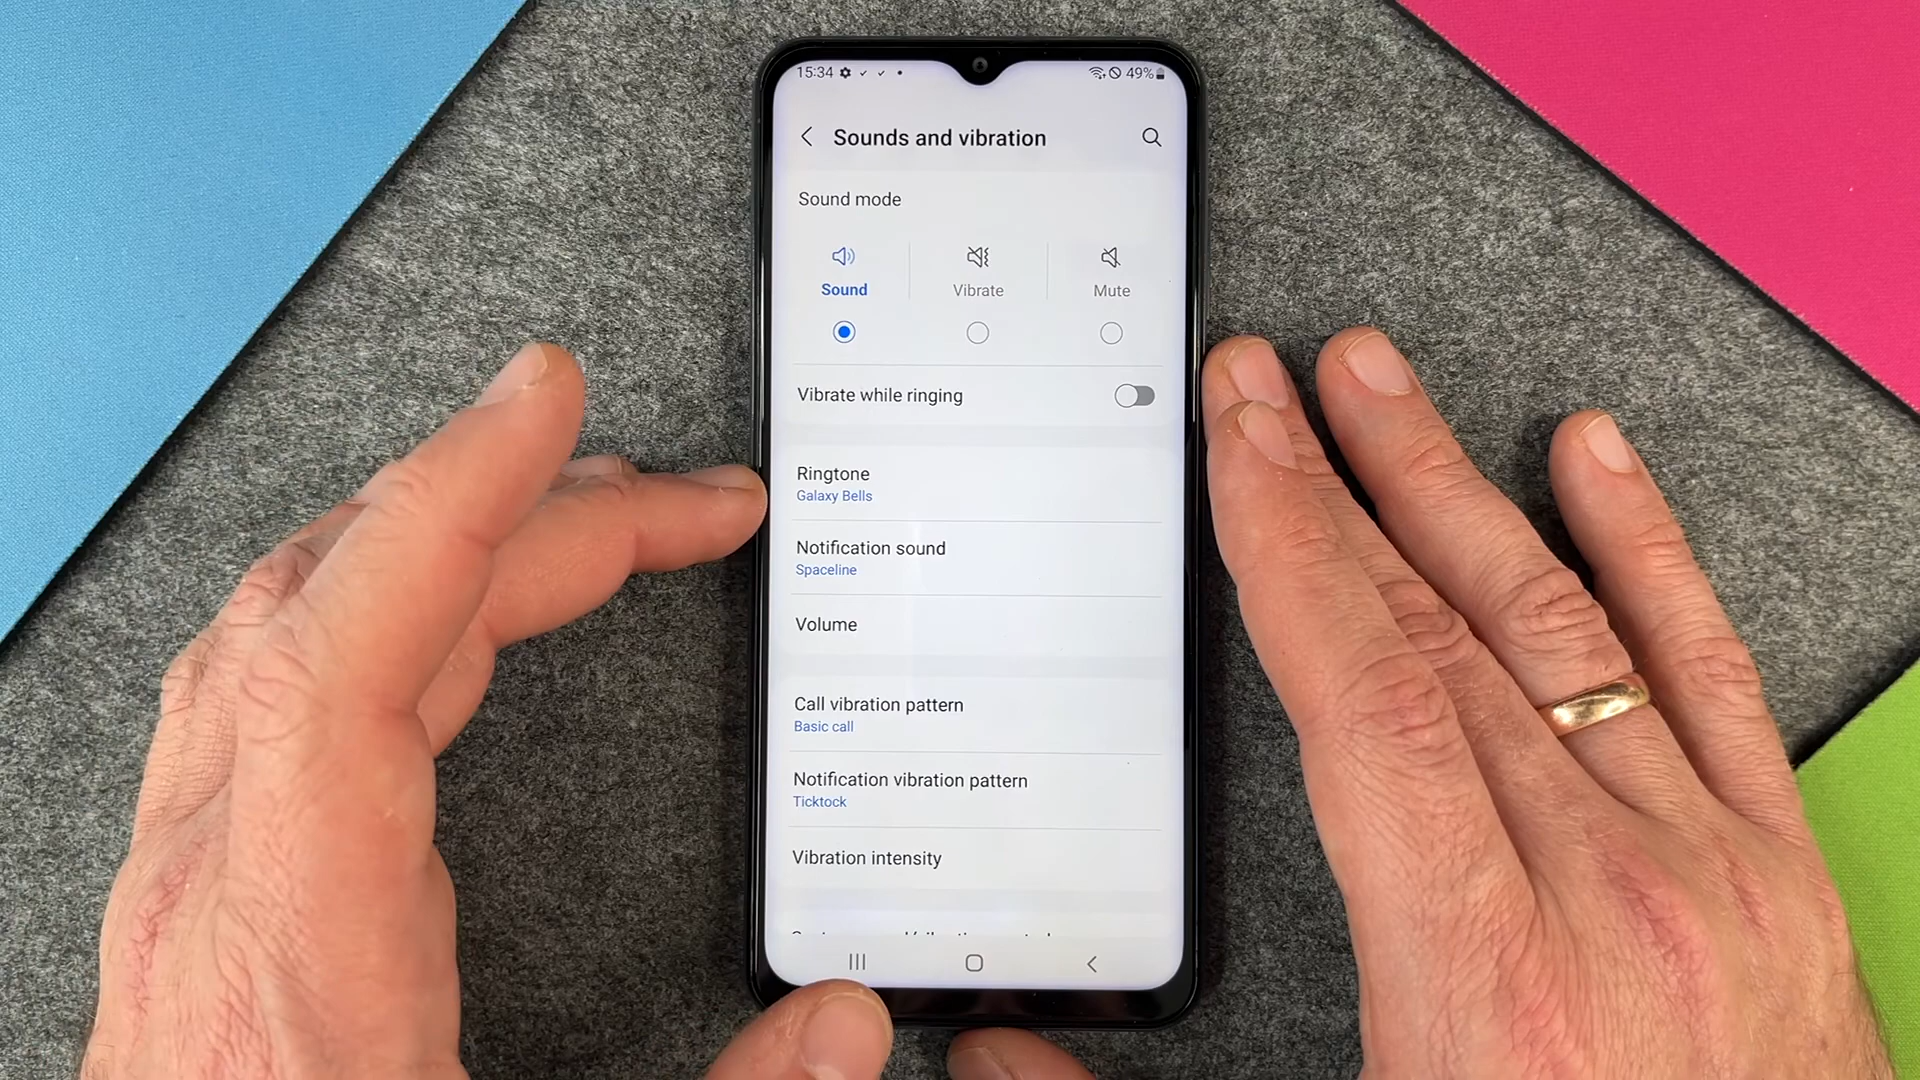 15:34 49%
Sounds and vibration
Sound mode
Sound Vibrate Mute
Vibrate while ringing
Ringtone
Galaxy Bells
Notification sound
Spaceline
Volume
Call vibration pattern
Basic call
Notification vibration pattern
Ticktock
Vibration intensity